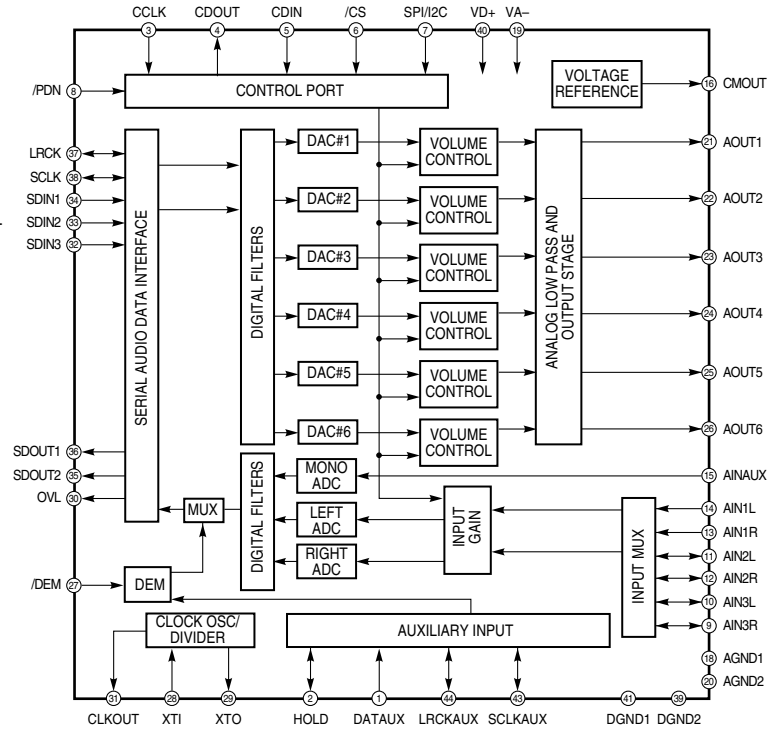 CCLK CDOUT CDIN /CS SPI/I2C VD+ VA–
3 4 5 6 7 40 19
/PDN 8
CONTROL PORT
VOLTAGE
REFERENCE
16 CMOUT
LRCK 37
SCLK 38
SDIN1 34
SDIN2 33
SDIN3 32
SERIAL AUDIO DATA INTERFACE
DIGITAL FILTERS
DAC#1
VOLUME
CONTROL
DAC#2
VOLUME
CONTROL
DAC#3
VOLUME
CONTROL
DAC#4
VOLUME
CONTROL
DAC#5
VOLUME
CONTROL
DAC#6
VOLUME
CONTROL
ANALOG LOW PASS AND
OUTPUT STAGE
21 AOUT1
22 AOUT2
23 AOUT3
24 AOUT4
25 AOUT5
26 AOUT6
SDOUT1 36
SDOUT2 35
OVL 30
MUX
DIGITAL FILTERS
MONO
ADC
LEFT
ADC
RIGHT
ADC
INPUT
GAIN
INPUT MUX
15 AINAUX
14 AIN1L
13 AIN1R
11 AIN2L
12 AIN2R
10 AIN3L
9 AIN3R
/DEM 27
DEM
CLOCK OSC/
DIVIDER
AUXILIARY INPUT
18 AGND1
20 AGND2
31 28 29 2 1 44 43 41 39
CLKOUT XTI XTO HOLD DATAUX LRCKAUX SCLKAUX DGND1 DGND2